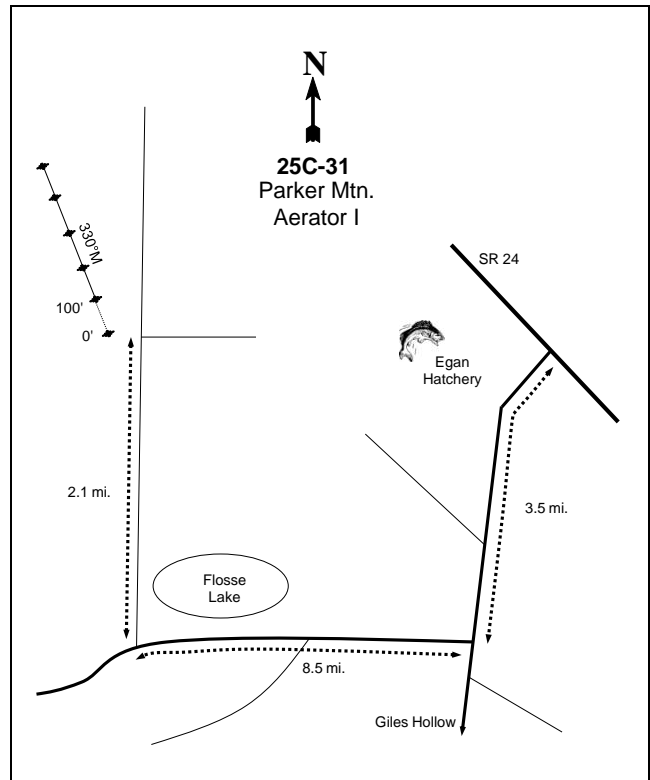 N
25C-31
Parker Mtn.
Aerator I
SR 24
330°M
100'
0'
Egan
Hatchery
2.1 mi.
3.5 mi.
Flosse
Lake
8.5 mi.
Giles Hollow